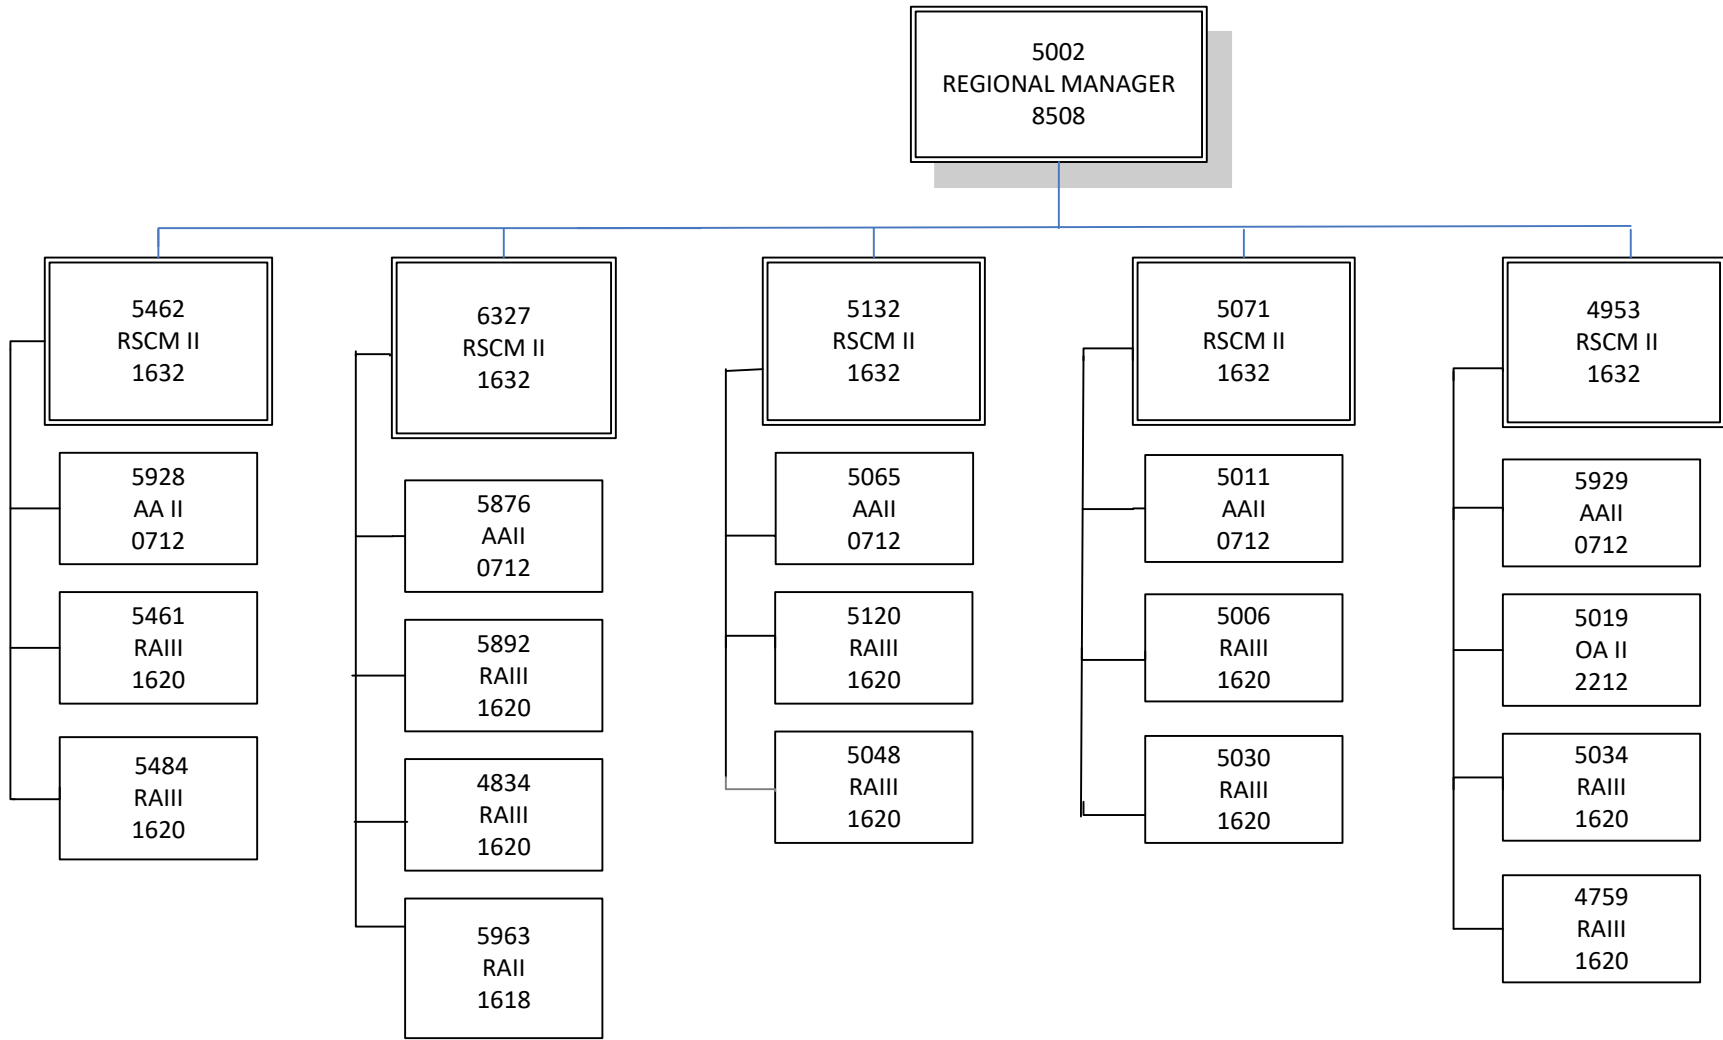 5002
REGIONAL MANAGER
8508
5462
RSCM II
1632
5928
AA II
0712
5461
RAIII
1620
5484
RAIII
1620
6327
RSCM II
1632
5876
AAII
0712
5892
RAIII
1620
4834
RAIII
1620
5963
RAII
1618
5132
RSCM II
1632
5065
AAII
0712
5120
RAIII
1620
5048
RAIII
1620
5071
RSCM II
1632
5011
AAII
0712
5006
RAIII
1620
5030
RAIII
1620
4953
RSCM II
1632
5929
AAII
0712
5019
OA II
2212
5034
RAIII
1620
4759
RAIII
1620